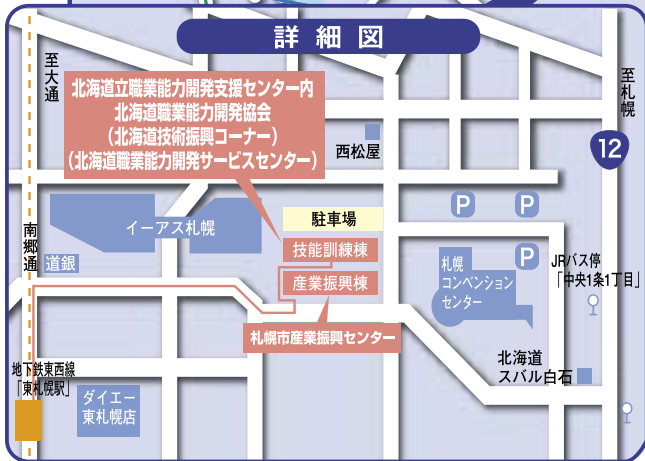 詳細図
至大通
至札幌
北海道立職業能力開発支援センター内
北海道職業能力開発協会
（北海道技術振興コーナー）
（北海道職業能力開発サービスセンター）
西松屋
12
P
P
P
駐車場
イーアス札幌
技能訓練棟
産業振興棟
札幌市産業振興センター
南郷通
道銀
札幌
コンベンション
センター
JRバス停
「中央1条1丁目」
北海道
スバル白石
地下鉄東西線
「東札幌駅」
ダイエー
東札幌店